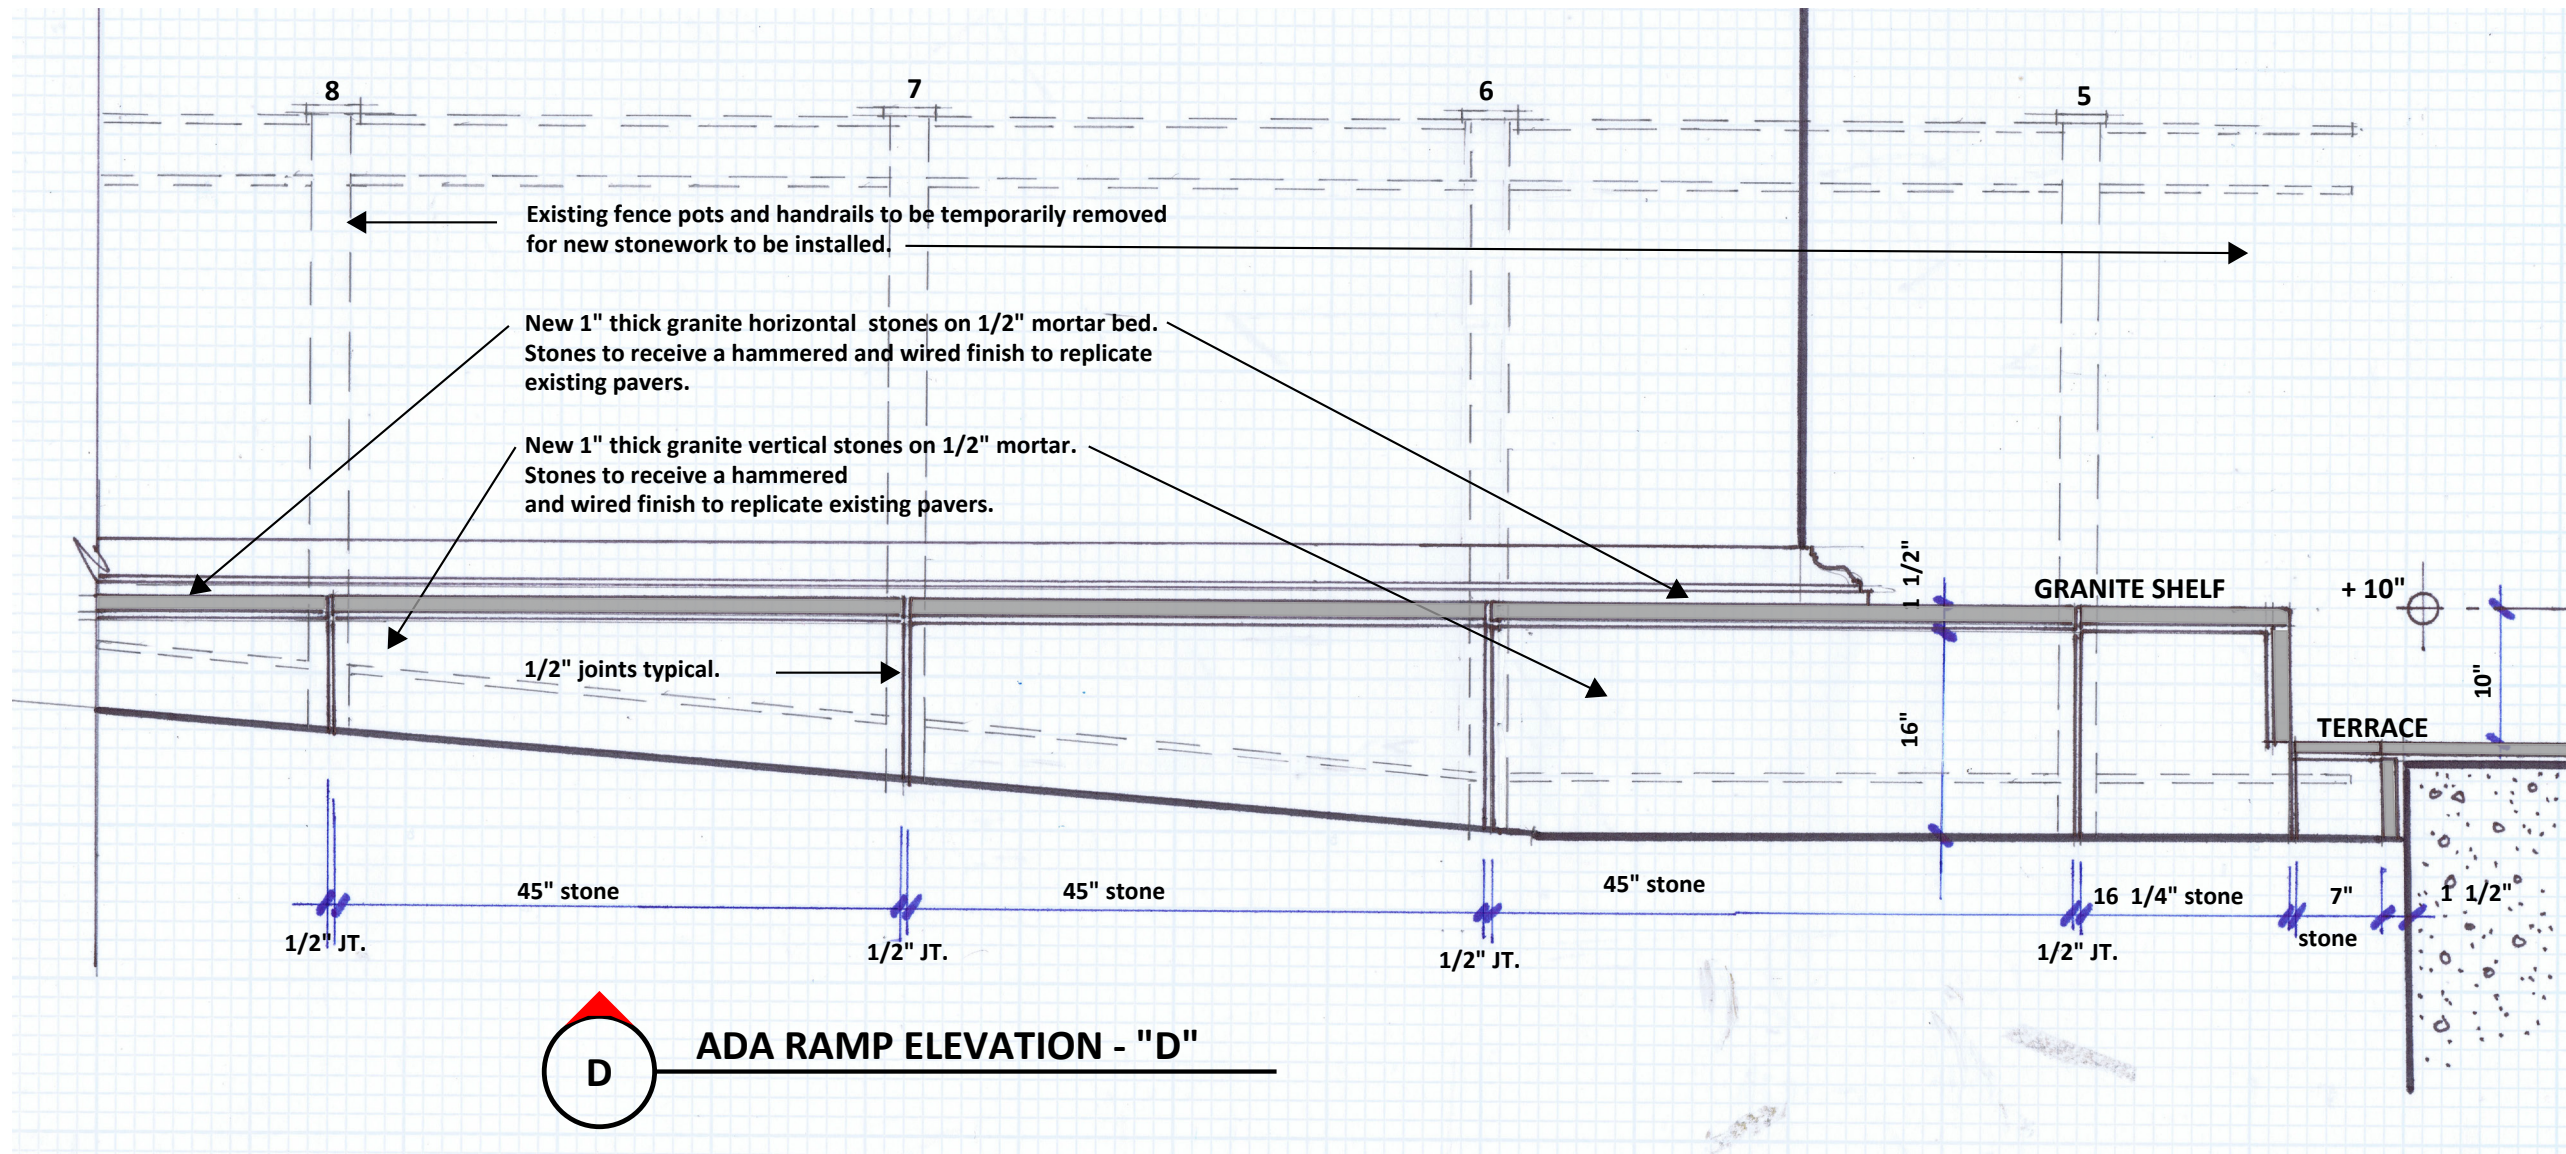 8
7
6
5
Existing fence pots and handrails to be temporarily removed
for new stonework to be installed.
New 1" thick granite horizontal stones on 1/2" mortar bed.
Stones to receive a hammered and wired finish to replicate
existing pavers.
New 1" thick granite vertical stones on 1/2" mortar.
Stones to receive a hammered
and wired finish to replicate existing pavers.
1 1/2"
GRANITE SHELF
+ 10"
1/2" joints typical.
10"
16"
TERRACE
45" stone
45" stone
45" stone
16 1/4" stone
7"
stone
1 1/2"
1/2" JT.
1/2" JT.
1/2" JT.
1/2" JT.
D
ADA RAMP ELEVATION - "D"